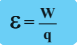 ε = W/q